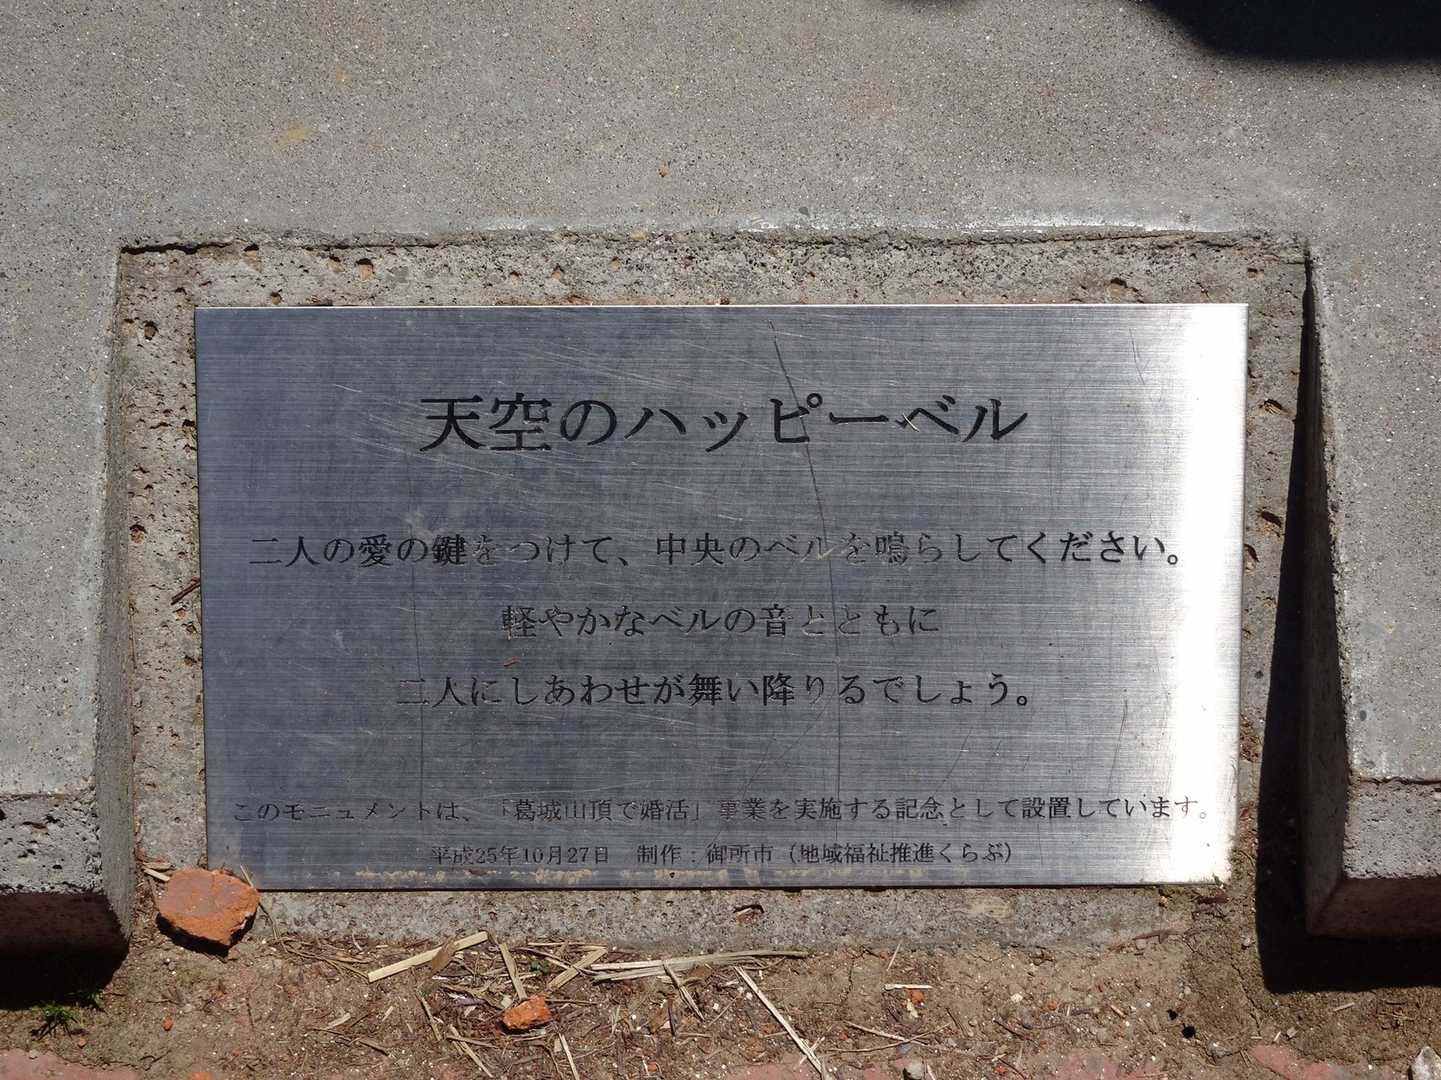 天空のハッピーベル
二人の愛の鍵をつけて、中央のベルを鳴らしてください。
軽やかなベルの音とともに
二人にしあわせが舞い降りるでしょう。
このモニュメントは、「葛城山頂で婚活」事業を実施する記念として設置しています。
平成25年10月27日　制作：御所市（地域福祉推進くらぶ）